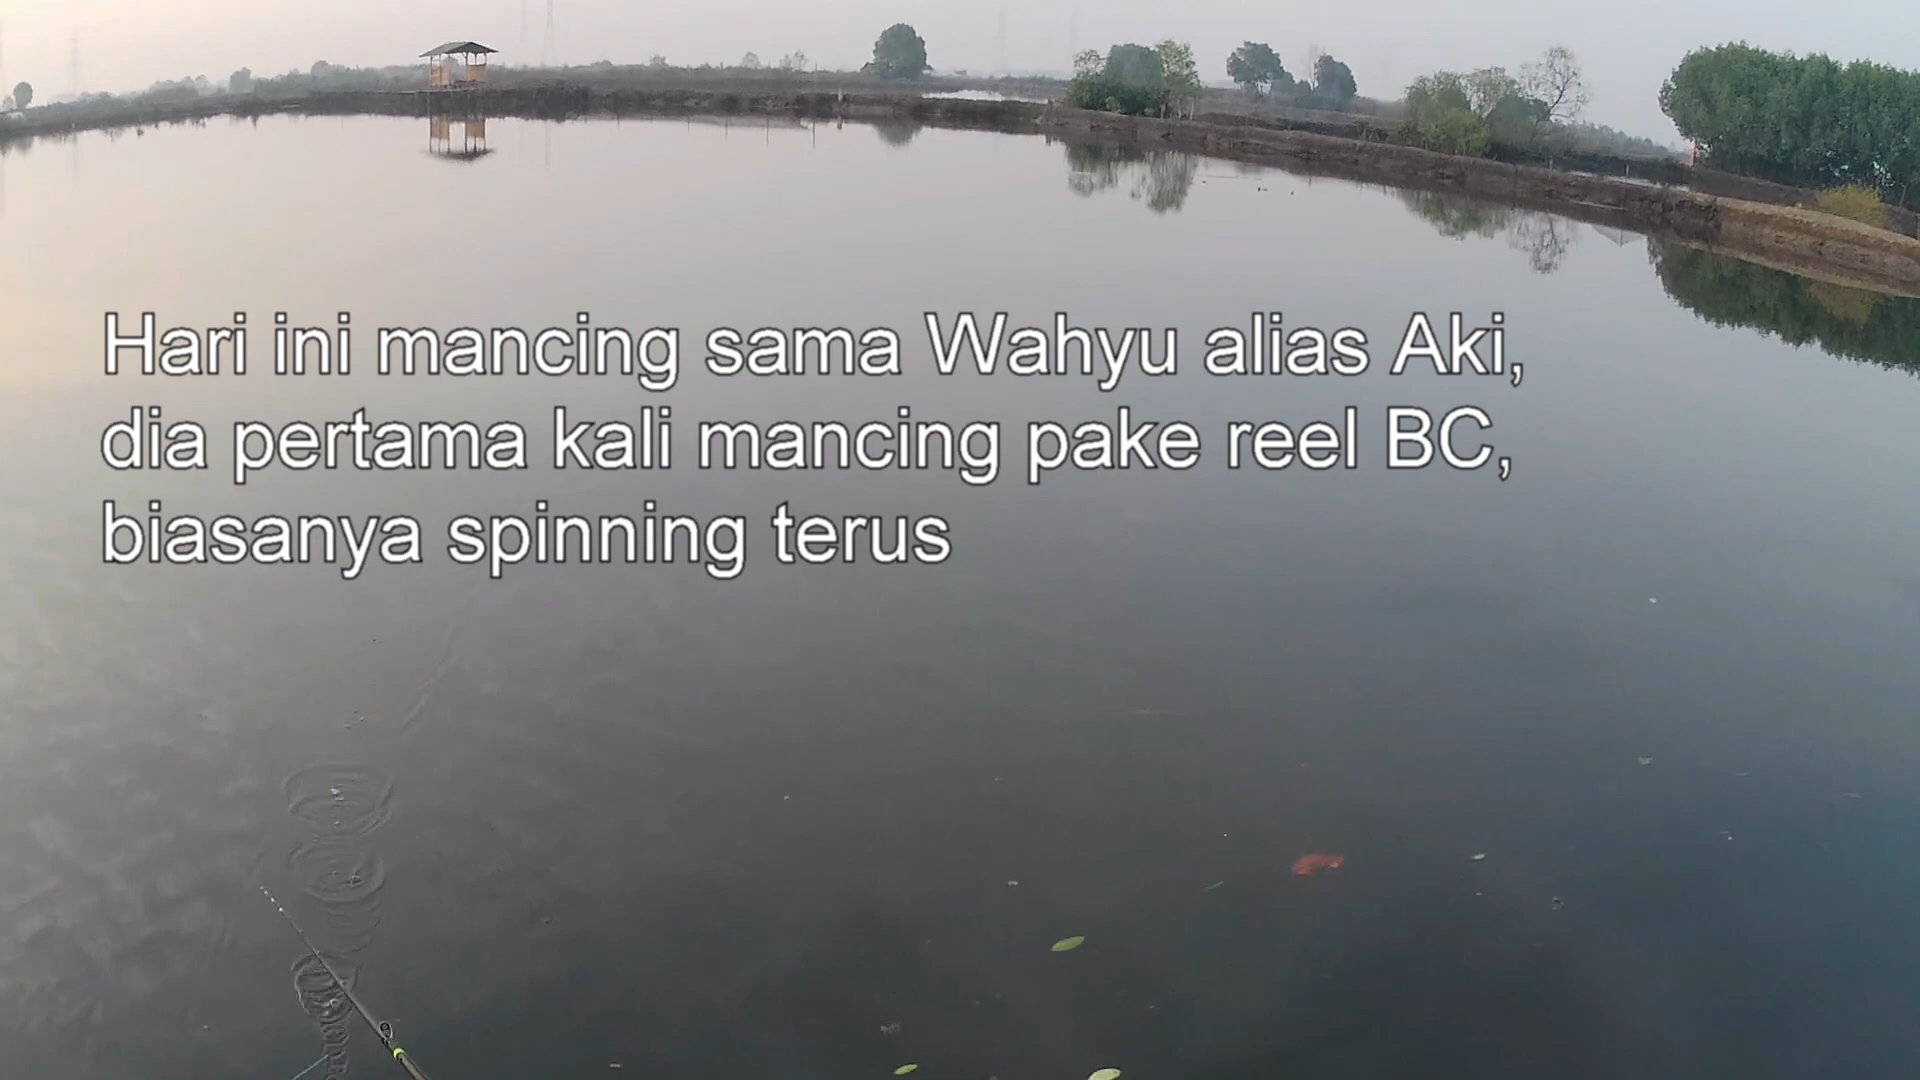 Hari ini mancing sama Wahyu alias Aki,
dia pertama kali mancing pake reel BC,
biasanya spinning terus